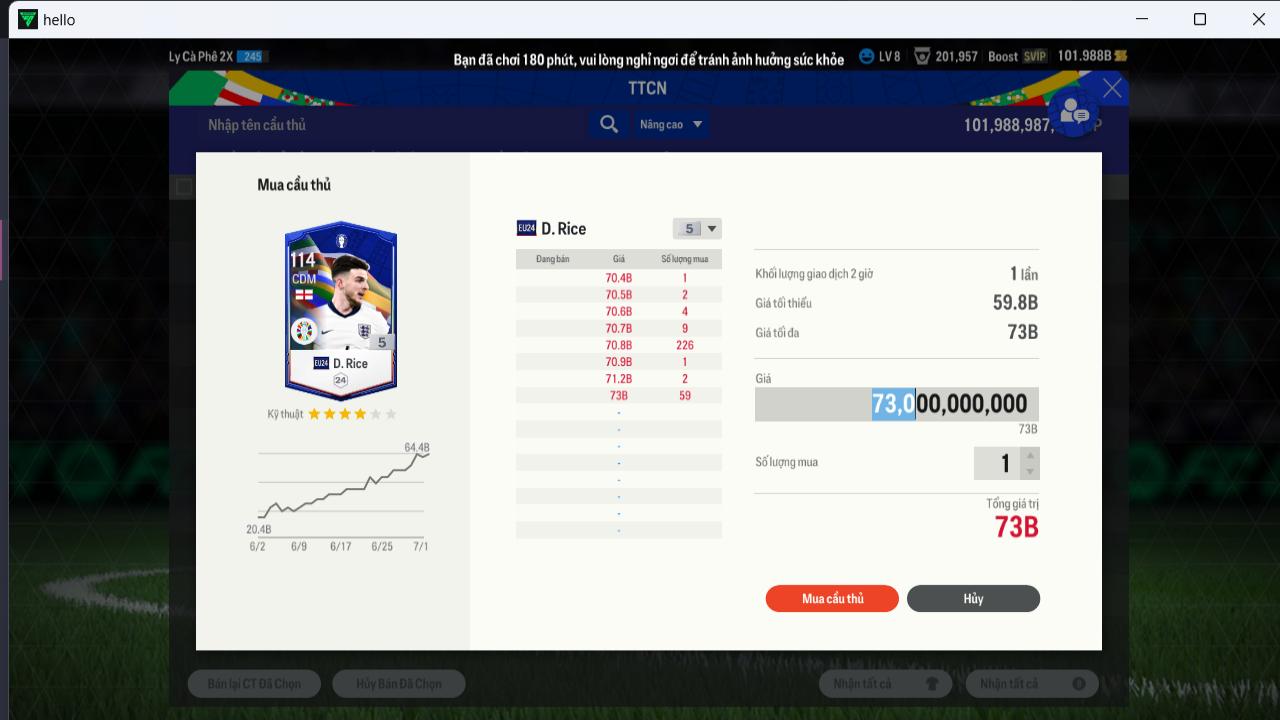 hello
Ly Cà Phê 2X 245
Bạn đã chơi 180 phút, vui lòng nghỉ ngơi để tránh ảnh hưởng sức khỏe
LV 8
201,957
Boost SVIP
101.988B
TTCN
Nhập tên cầu thủ
Nâng cao
101,988,987,
Mua cầu thủ
114
CDM
5
EU24 D. Rice
24
Kỹ thuật
64.4B
20.4B
6/2 6/9 6/17 6/25 7/1
EU24 D. Rice 5
Đang bán Giá Số lượng mua
70.4B 1
70.5B 2
70.6B 4
70.7B 9
70.8B 226
70.9B 1
71.2B 2
73B 59
-
-
-
-
-
-
-
-
Khối lượng giao dịch 2 giờ 1 lần
Giá tối thiểu 59.8B
Giá tối đa 73B
Giá
73,000,000,000
73B
Số lượng mua 1
Tổng giá trị
73B
Mua cầu thủ
Hủy
Bán lại CT Đã Chọn
Hủy Bán Đã Chọn
Nhận tất cả
Nhận tất cả